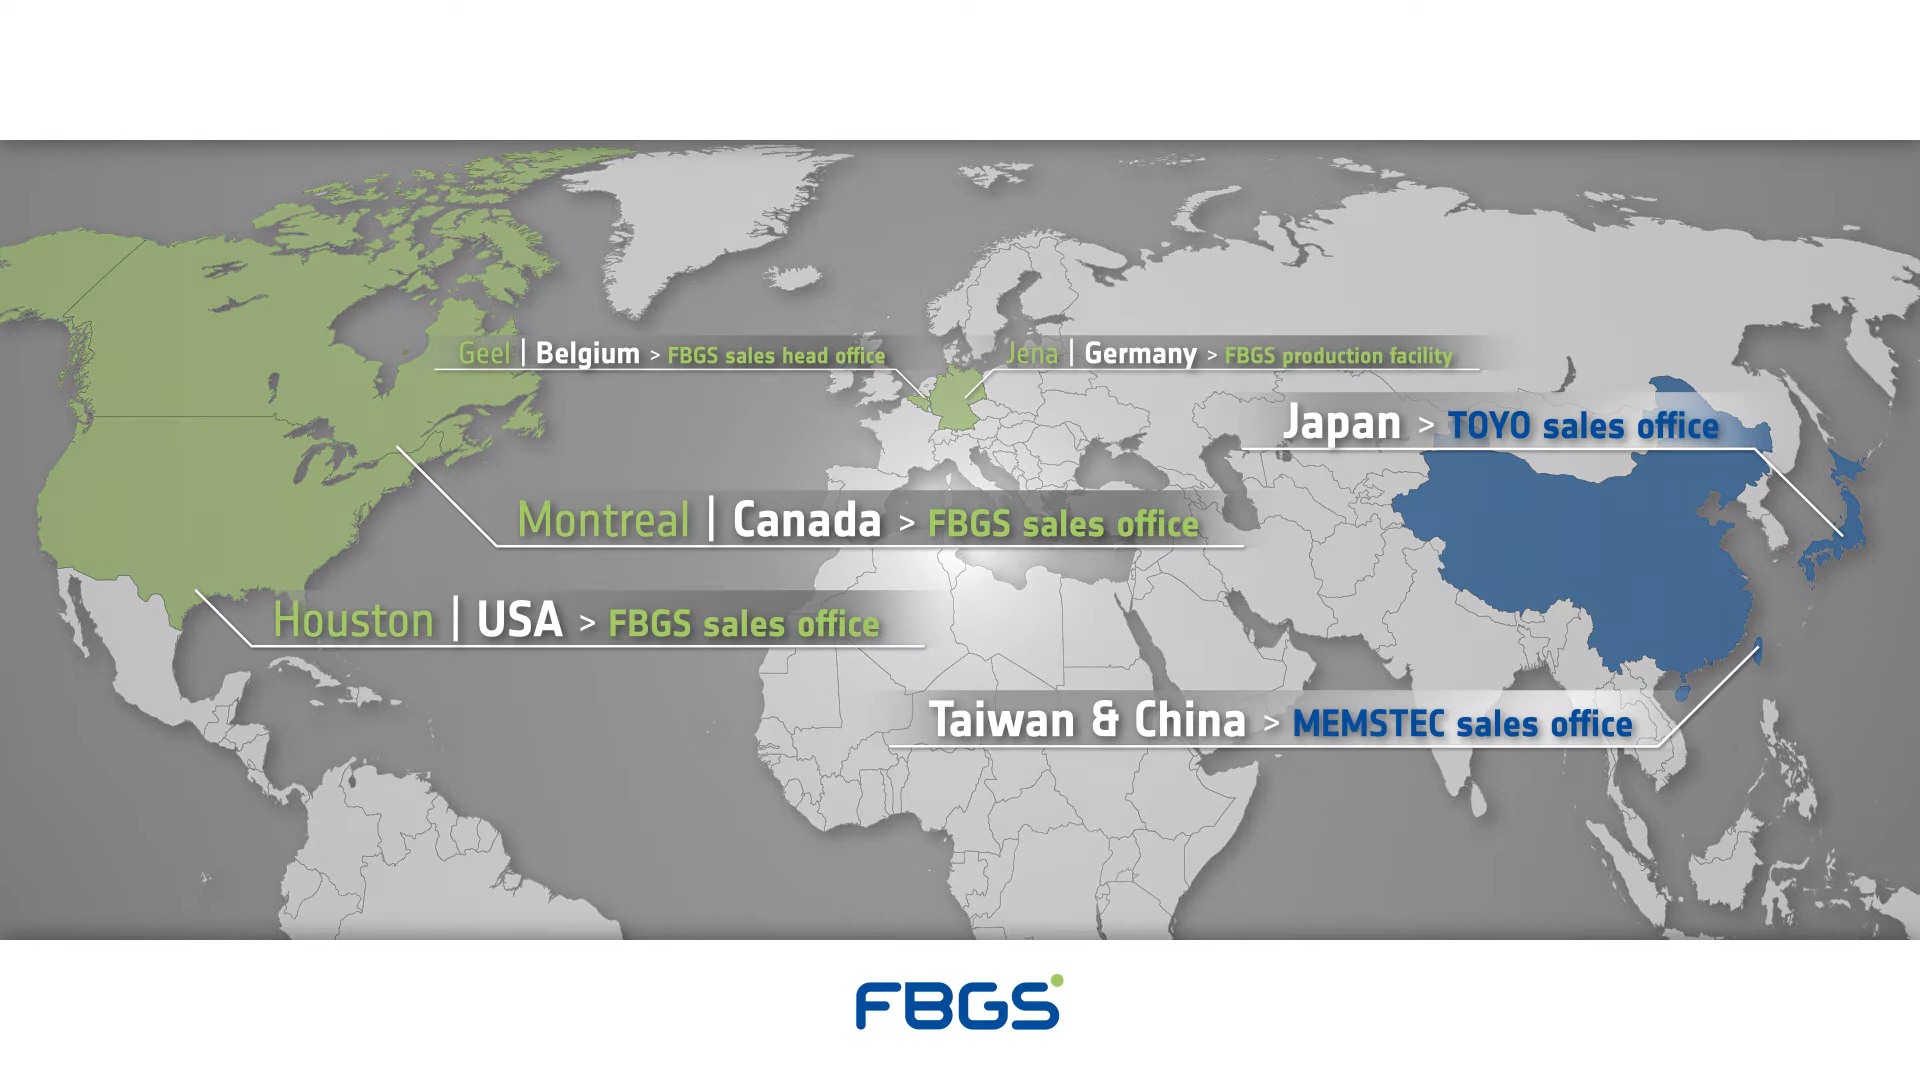 Geel | Belgium > FBGS sales head office
Jena | Germany > FBGS production facility
Japan > TOYO sales office
Montreal | Canada > FBGS sales office
Houston | USA > FBGS sales office
Taiwan & China > MEMSTEC sales office
FBGS